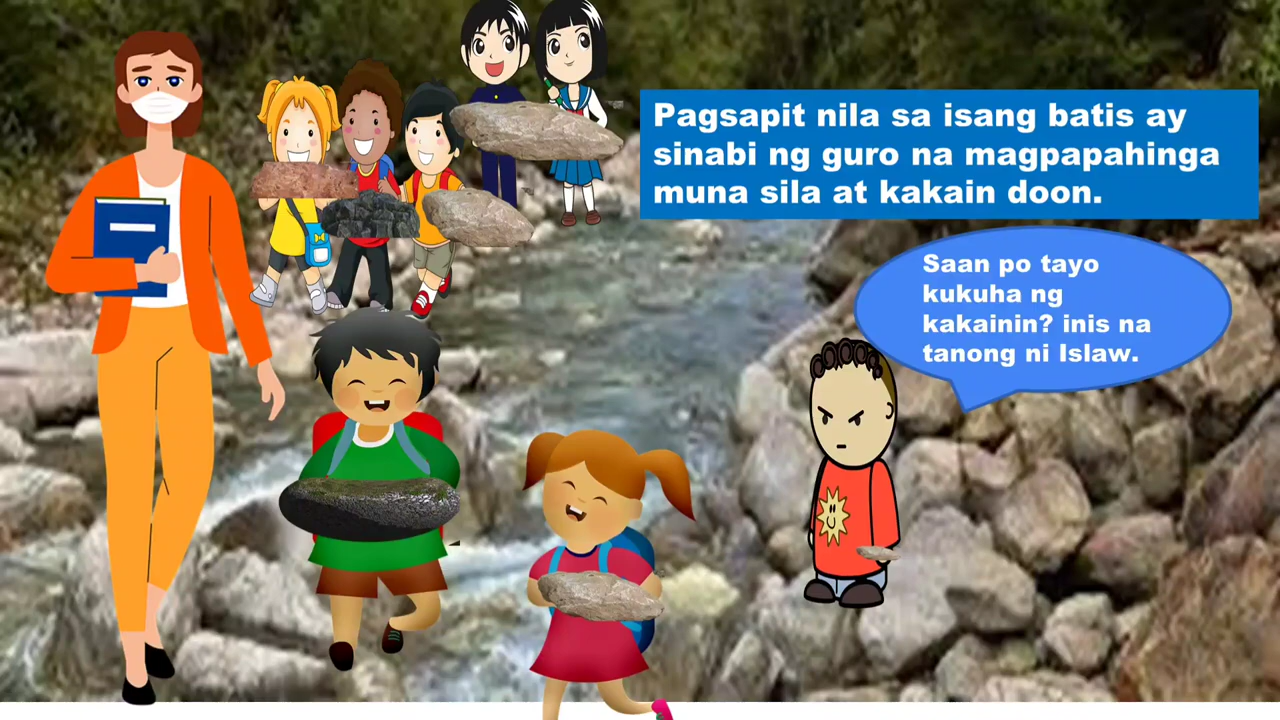 Pagsapit nila sa isang batis ay
sinabi ng guro na magpapahinga
muna sila at kakain doon.
Saan po tayo
kukuha ng
kakainin? inis na
tanong ni Islaw.